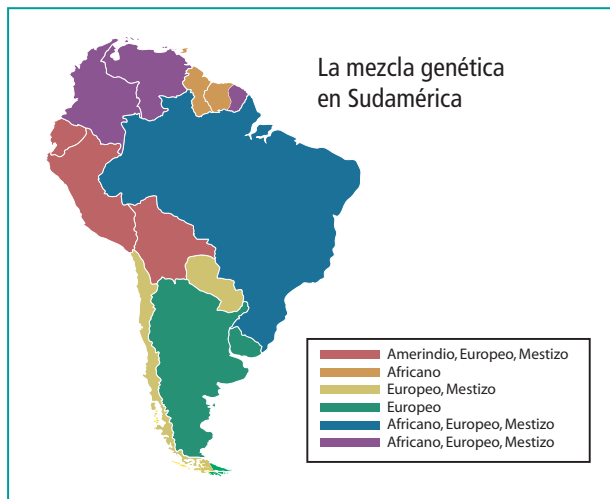 La mezcla genética
en Sudamérica
Amerindio, Europeo, Mestizo
Africano
Europeo, Mestizo
Europeo
Africano, Europeo, Mestizo
Africano, Europeo, Mestizo